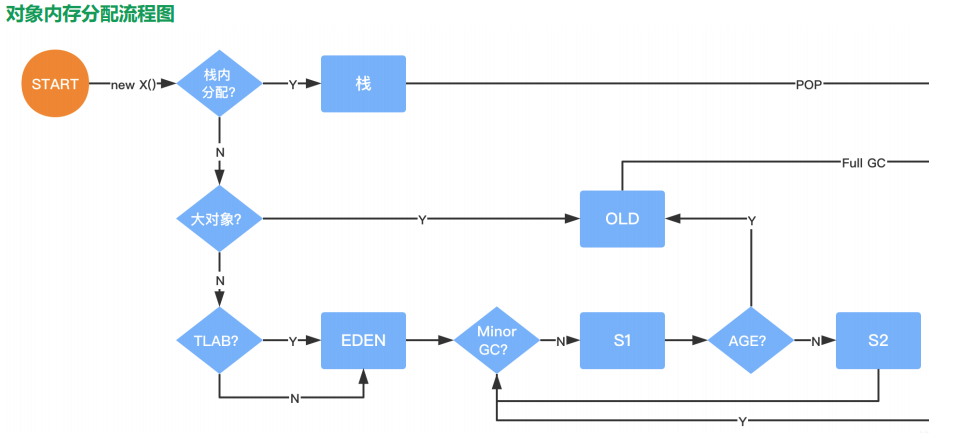 对象内存分配流程图
START
new X()
栈内
分配?
Y
栈
POP
N
Full GC
大对象?
Y
OLD
Y
N
TLAB?
Y
EDEN
Minor
GC?
N
S1
AGE?
N
S2
N
Y